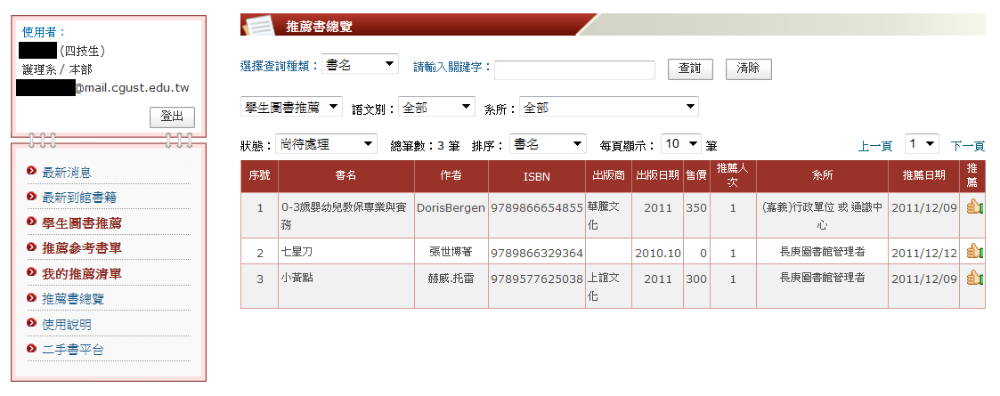 使用者：
(四技生)
護理系 / 本部
@mail.cgust.edu.tw
登出
最新消息
最新到館書籍
學生圖書推薦
推薦參考書單
我的推薦清單
推薦書總覽
使用說明
二手書平台
推薦書總覽
選擇查詢種類： 書名 請輸入關鍵字： 查詢 清除
學生圖書推薦 語文別： 全部 系所： 全部
狀態： 尚待處理 總筆數：3 筆 排序： 書名 每頁顯示： 10 筆 上一頁 1 下一頁
序號 書名 作者 ISBN 出版商 出版日期 售價 推薦人次 系所 推薦日期 推薦
1 0-3歲嬰幼兒教保專業與實務 DorisBergen 9789866654855 華騰文化 2011 350 1 (嘉義)行政單位 或 通識中心 2011/12/09
2 七星刀 張世博著 9789866329364 2010.10 0 1 長庚圖書館管理者 2011/12/12
3 小黃點 赫威.托雷 9789577625038 上誼文化 2011 300 1 長庚圖書館管理者 2011/12/09